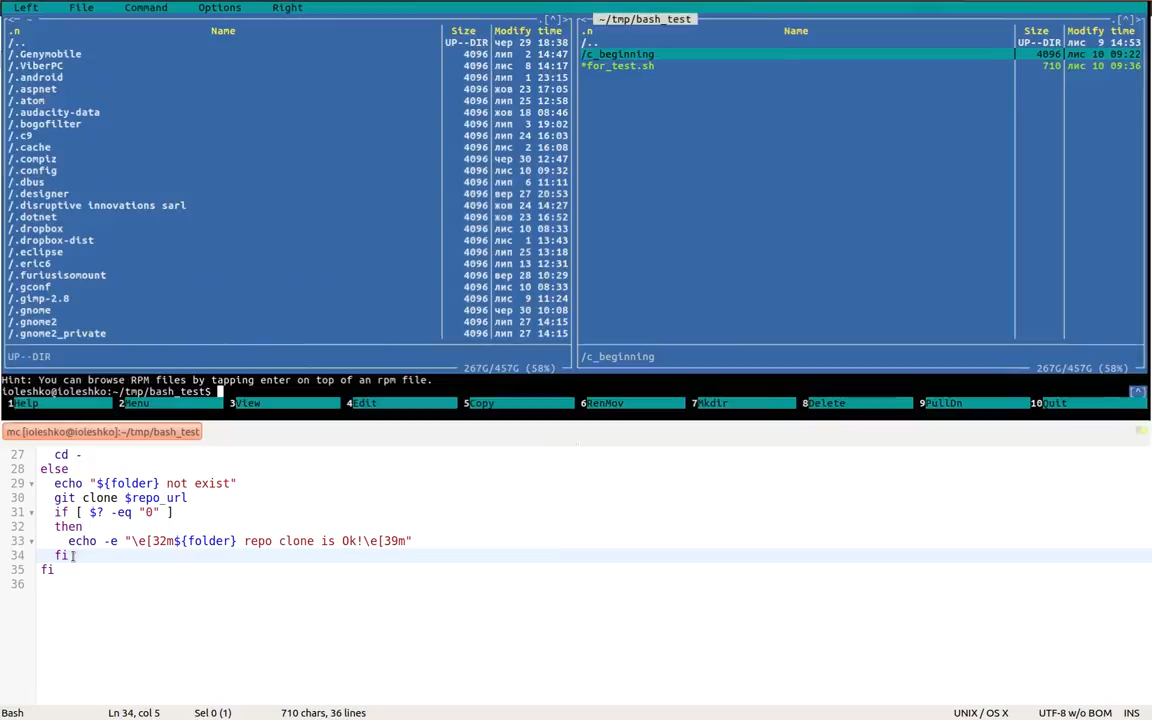 Left File Command Options Right
<─ ~ .[^]>
.n Name Size Modify time
/.. UP--DIR чер 29 18:38
/.Genymobile 4096 лип 2 14:47
/.ViberPC 4096 лис 8 14:17
/.android 4096 лип 1 23:15
/.aspnet 4096 жов 23 17:05
/.atom 4096 лип 25 12:58
/.audacity-data 4096 жов 18 08:46
/.bogofilter 4096 лип 3 19:02
/.c9 4096 лип 24 16:03
/.cache 4096 лис 2 16:08
/.compiz 4096 чер 30 12:47
/.config 4096 лис 10 09:32
/.dbus 4096 лип 6 11:11
/.designer 4096 вер 27 20:53
/.disruptive innovations sarl 4096 жов 24 14:27
/.dotnet 4096 жов 23 16:52
/.dropbox 4096 лис 10 08:33
/.dropbox-dist 4096 лис 1 13:43
/.eclipse 4096 лип 25 13:18
/.eric6 4096 лип 13 12:31
/.furiusisomount 4096 вер 28 10:29
/.gconf 4096 лис 10 08:33
/.gimp-2.8 4096 лис 9 11:24
/.gnome 4096 чер 30 10:08
/.gnome2 4096 лип 27 14:15
/.gnome2_private 4096 лип 27 14:15
UP--DIR
267G/457G (58%)
<─ ~/tmp/bash_test .[^]>
.n Name Size Modify time
/.. UP--DIR лис 9 14:53
/c_beginning 4096 лис 10 09:22
*for_test.sh 710 лис 10 09:36
/c_beginning
267G/457G (58%)
Hint: You can browse RPM files by tapping enter on top of an rpm file.
ioleshko@ioleshko:~/tmp/bash_test$ [^]
1Help 2Menu 3View 4Edit 5Copy 6RenMov 7Mkdir 8Delete 9PullDn 10Quit
mc [ioleshko@ioleshko]:~/tmp/bash_test
27 cd -
28 else
29 echo "${folder} not exist"
30 git clone $repo_url
31 if [ $? -eq "0" ]
32 then
33 echo -e "\e[32m${folder} repo clone is Ok!\e[39m"
34 fi
35 fi
36
Bash Ln 34, col 5 Sel 0 (1) 710 chars, 36 lines UNIX / OS X UTF-8 w/o BOM INS